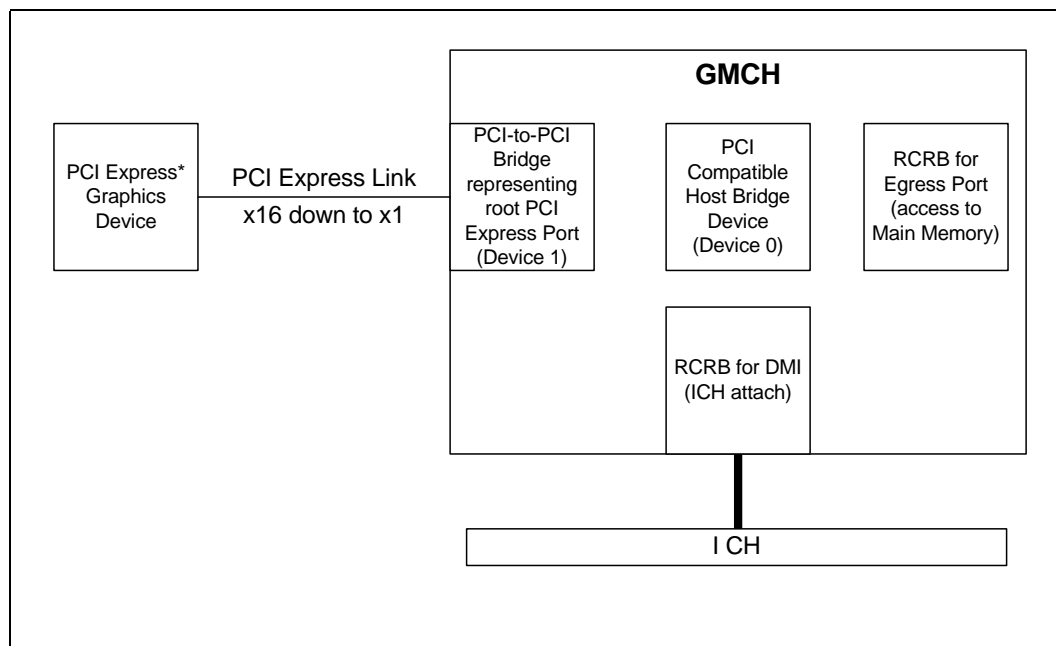 GMCH
PCI Express*
Graphics
Device
PCI Express Link
x16 down to x1
PCI-to-PCI
Bridge
representing
root PCI
Express Port
(Device 1)
PCI
Compatible
Host Bridge
Device
(Device 0)
RCRB for
Egress Port
(access to
Main Memory)
RCRB for DMI
(ICH attach)
I CH